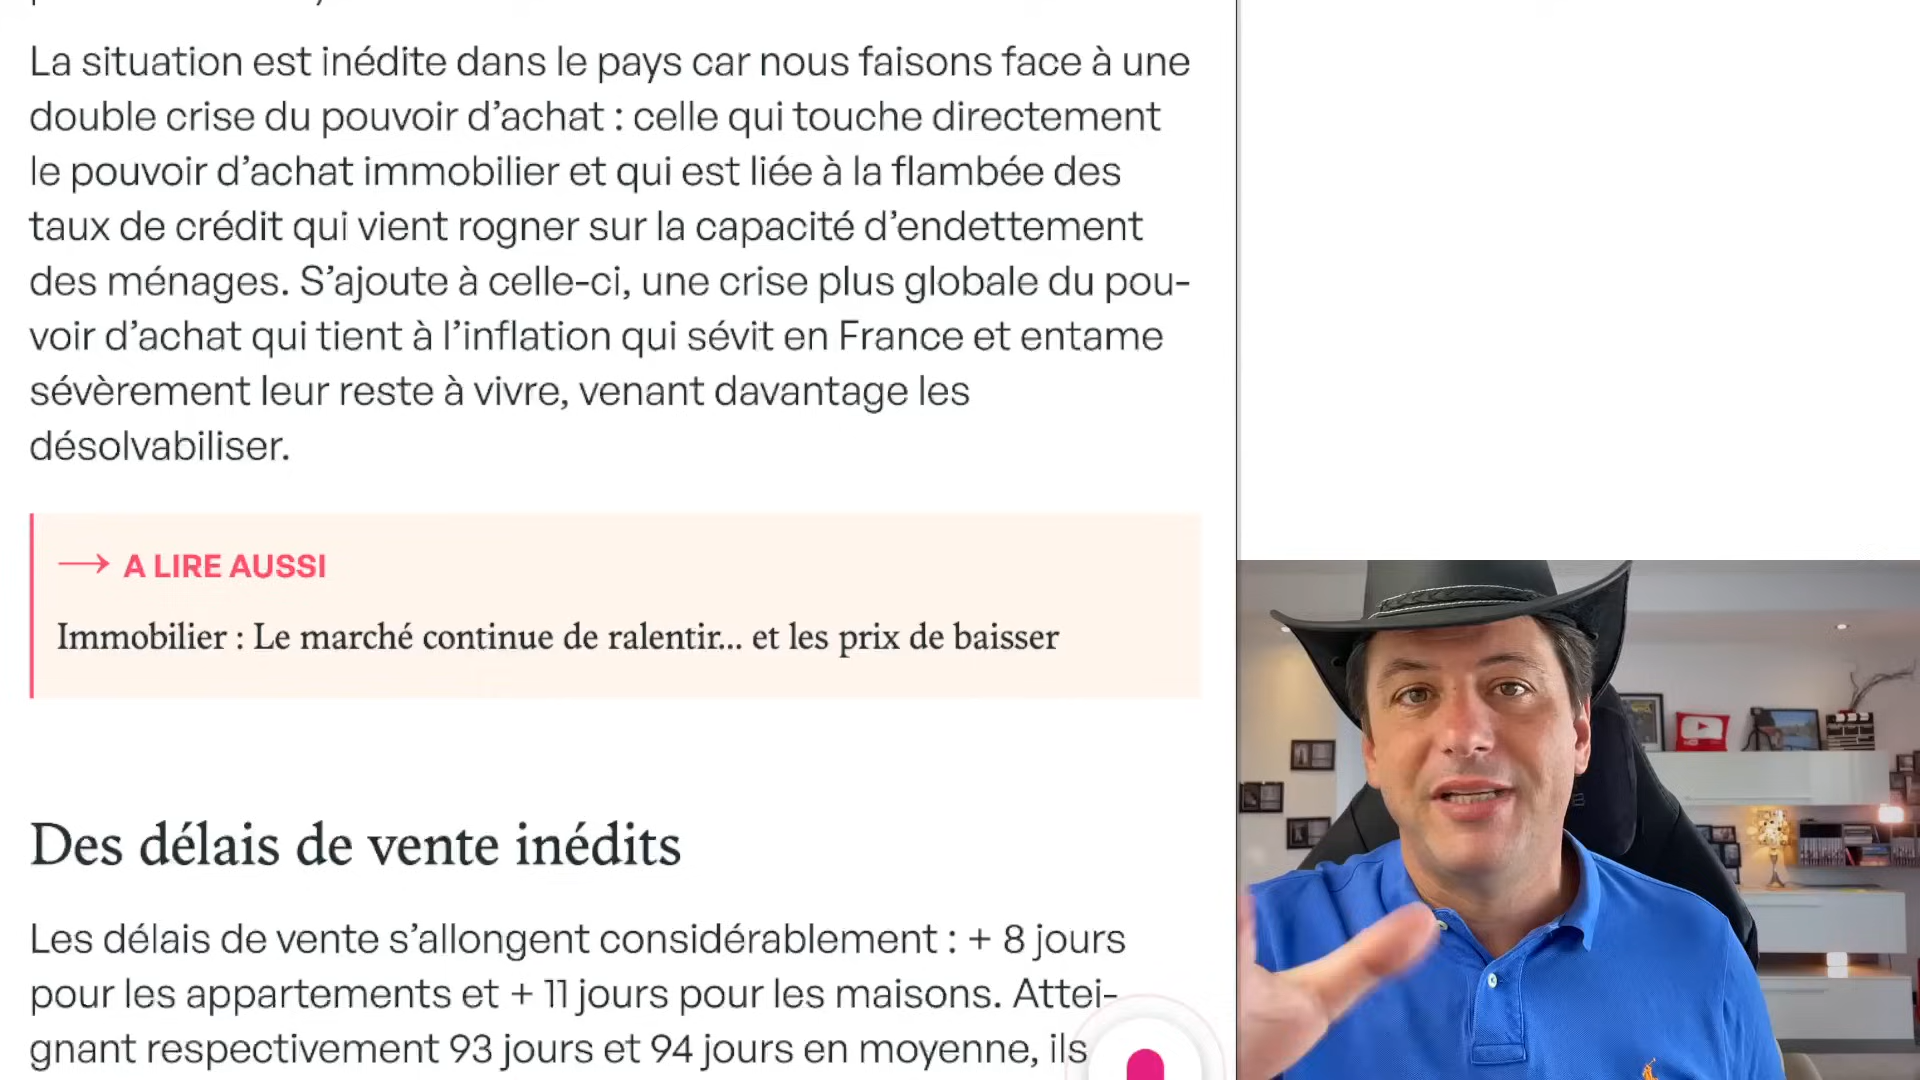 La situation est inédite dans le pays car nous faisons face à une
double crise du pouvoir d’achat : celle qui touche directement
le pouvoir d’achat immobilier et qui est liée à la flambée des
taux de crédit qui vient rogner sur la capacité d’endettement
des ménages. S’ajoute à celle-ci, une crise plus globale du pou-
voir d’achat qui tient à l’inflation qui sévit en France et entame
sévèrement leur reste à vivre, venant davantage les
désolvabiliser.
→ A LIRE AUSSI
Immobilier : Le marché continue de ralentir... et les prix de baisser
Des délais de vente inédits
Les délais de vente s’allongent considérablement : + 8 jours
pour les appartements et + 11 jours pour les maisons. Attei-
gnant respectivement 93 jours et 94 jours en moyenne, ils